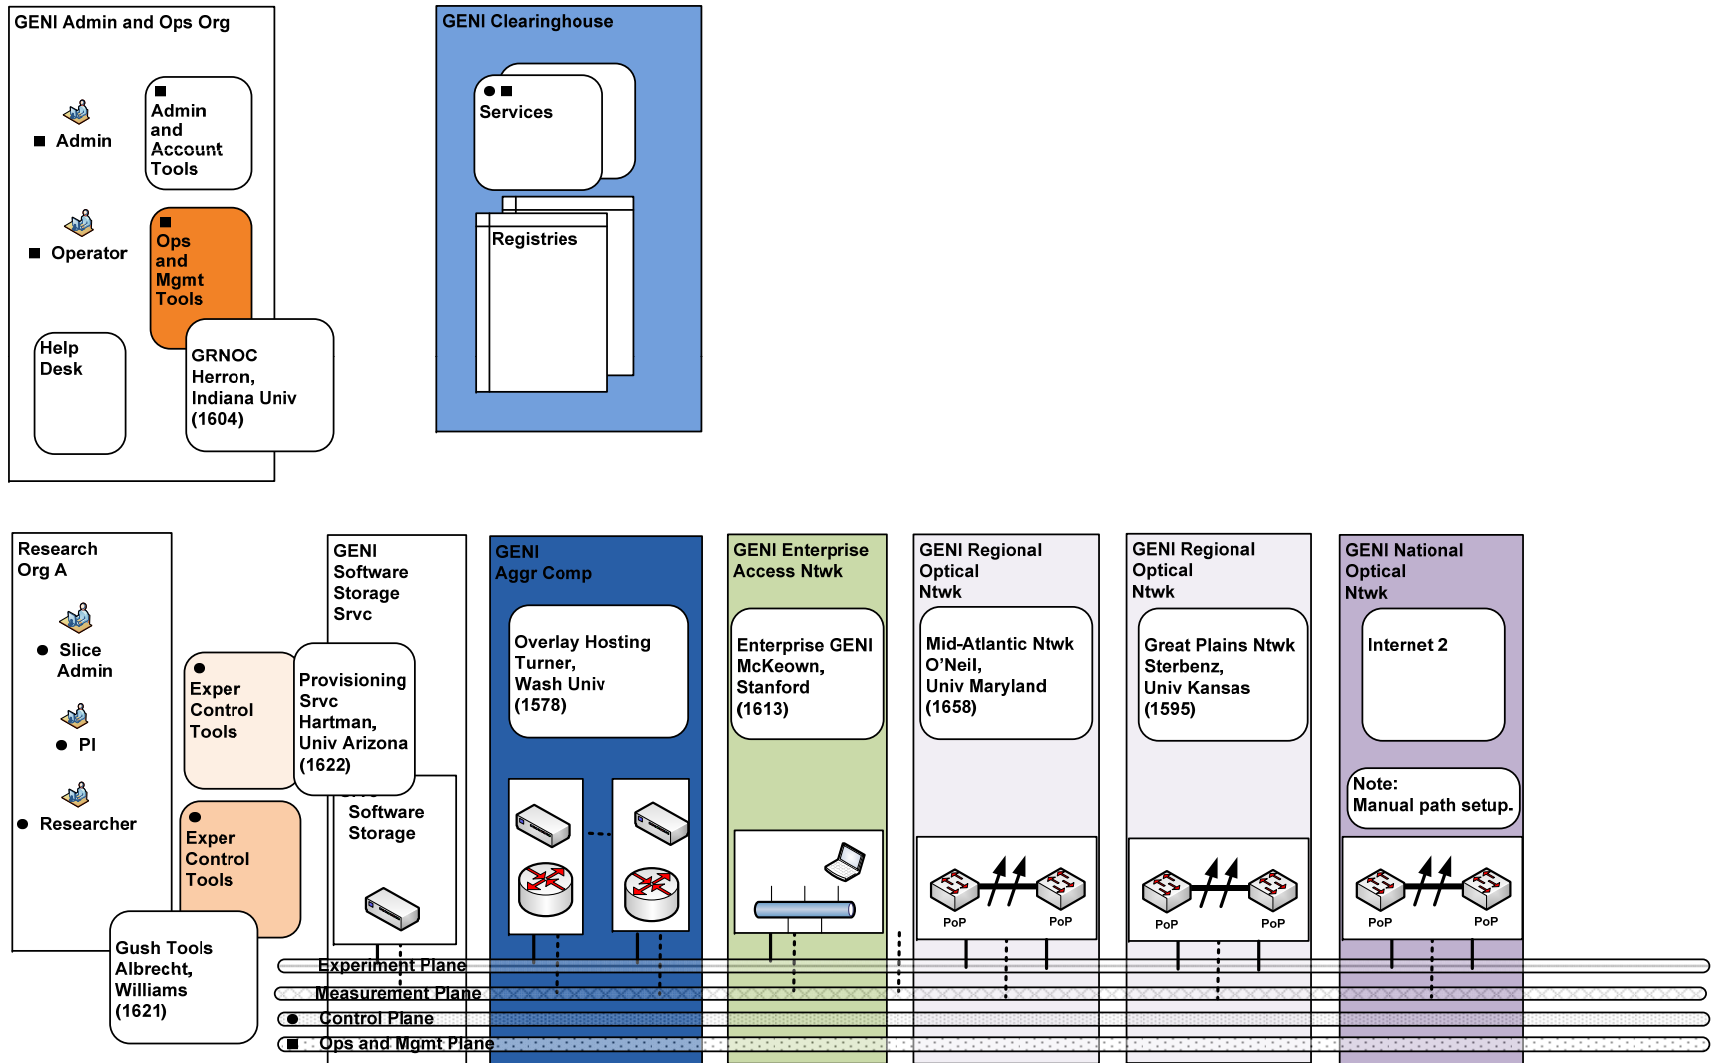 GENI Admin and Ops Org
Admin
Admin
and
Account
Tools
Operator
Ops
and
Mgmt
Tools
Help
Desk
GRNOC
Herron,
Indiana Univ
(1604)
GENI Clearinghouse
Services
Registries
Research
Org A
Slice
Admin
PI
Researcher
Exper
Control
Tools
Exper
Control
Tools
Gush Tools
Albrecht,
Williams
(1621)
GENI
Software
Storage
Srvc
Provisioning
Srvc
Hartman,
Univ Arizona
(1622)
Software
Storage
GENI
Aggr Comp
Overlay Hosting
Turner,
Wash Univ
(1578)
GENI Enterprise
Access Ntwk
Enterprise GENI
McKeown,
Stanford
(1613)
GENI Regional
Optical
Ntwk
Mid-Atlantic Ntwk
O'Neil,
Univ Maryland
(1658)
PoP
PoP
GENI Regional
Optical
Ntwk
Great Plains Ntwk
Sterbenz,
Univ Kansas
(1595)
PoP
PoP
GENI National
Optical
Ntwk
Internet 2
Note:
Manual path setup.
PoP
PoP
Experiment Plane
Measurement Plane
Control Plane
Ops and Mgmt Plane